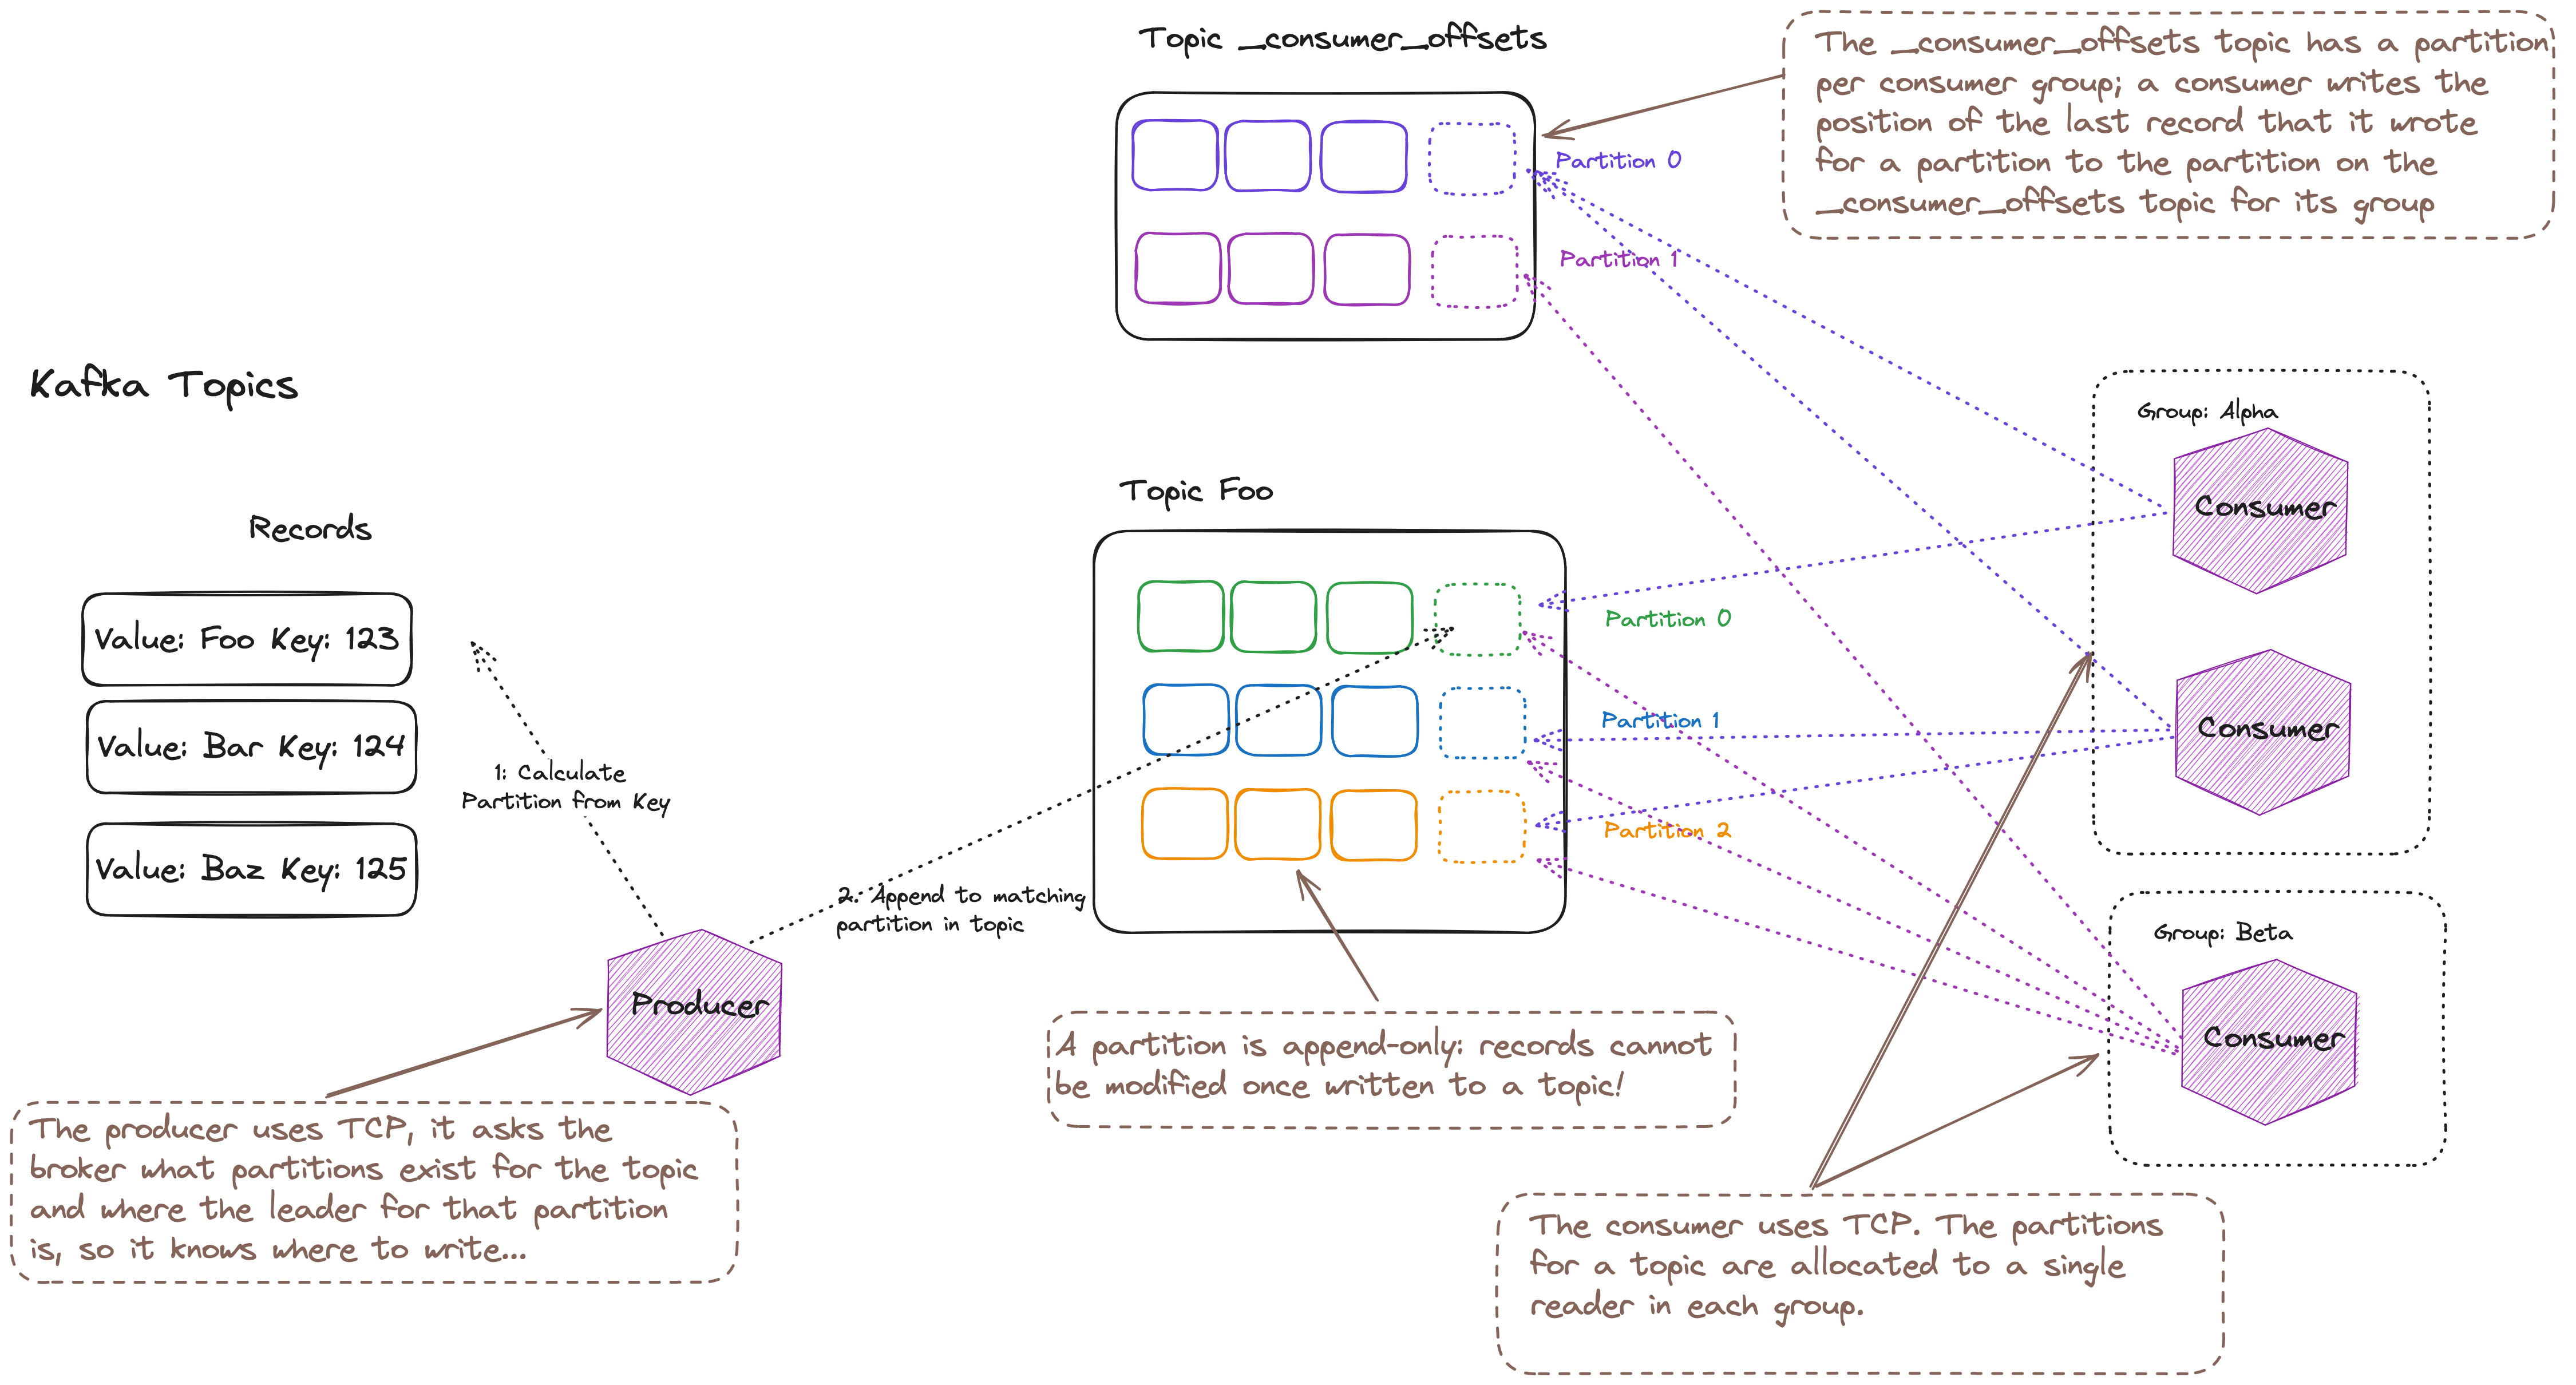 Topic _consumer_offsets
The _consumer_offsets topic has a partition
per consumer group; a consumer writes the
position of the last record that it wrote
for a partition to the partition on the
_consumer_offsets topic for its group
Partition 0
Partition 1
Kafka Topics
Group: Alpha
Consumer
Consumer
Topic Foo
Records
Value: Foo Key: 123
Value: Bar Key: 124
Value: Baz Key: 125
1: Calculate
Partition from Key
Partition 0
Partition 1
Partition 2
2. Append to matching
partition in topic
Group: Beta
Consumer
Producer
A partition is append-only: records cannot
be modified once written to a topic!
The producer uses TCP, it asks the
broker what partitions exist for the topic
and where the leader for that partition
is, so it knows where to write...
The consumer uses TCP. The partitions
for a topic are allocated to a single
reader in each group.